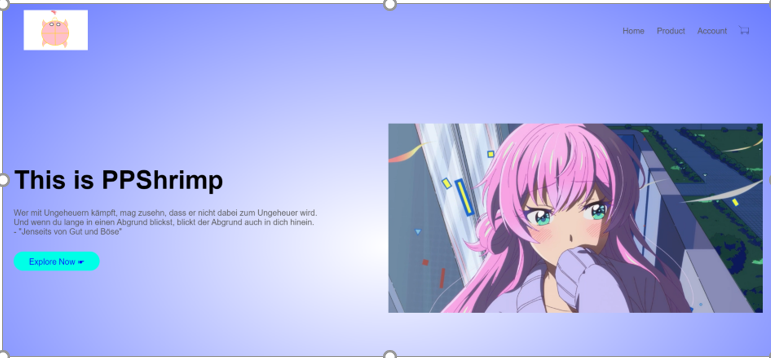 Home Product Account
This is PPShrimp
Wer mit Ungeheuern kämpft, mag zusehn, dass er nicht dabei zum Ungeheuer wird.
Und wenn du lange in einen Abgrund blickst, blickt der Abgrund auch in dich hinein.
- "Jenseits von Gut und Böse"
Explore Now ☛